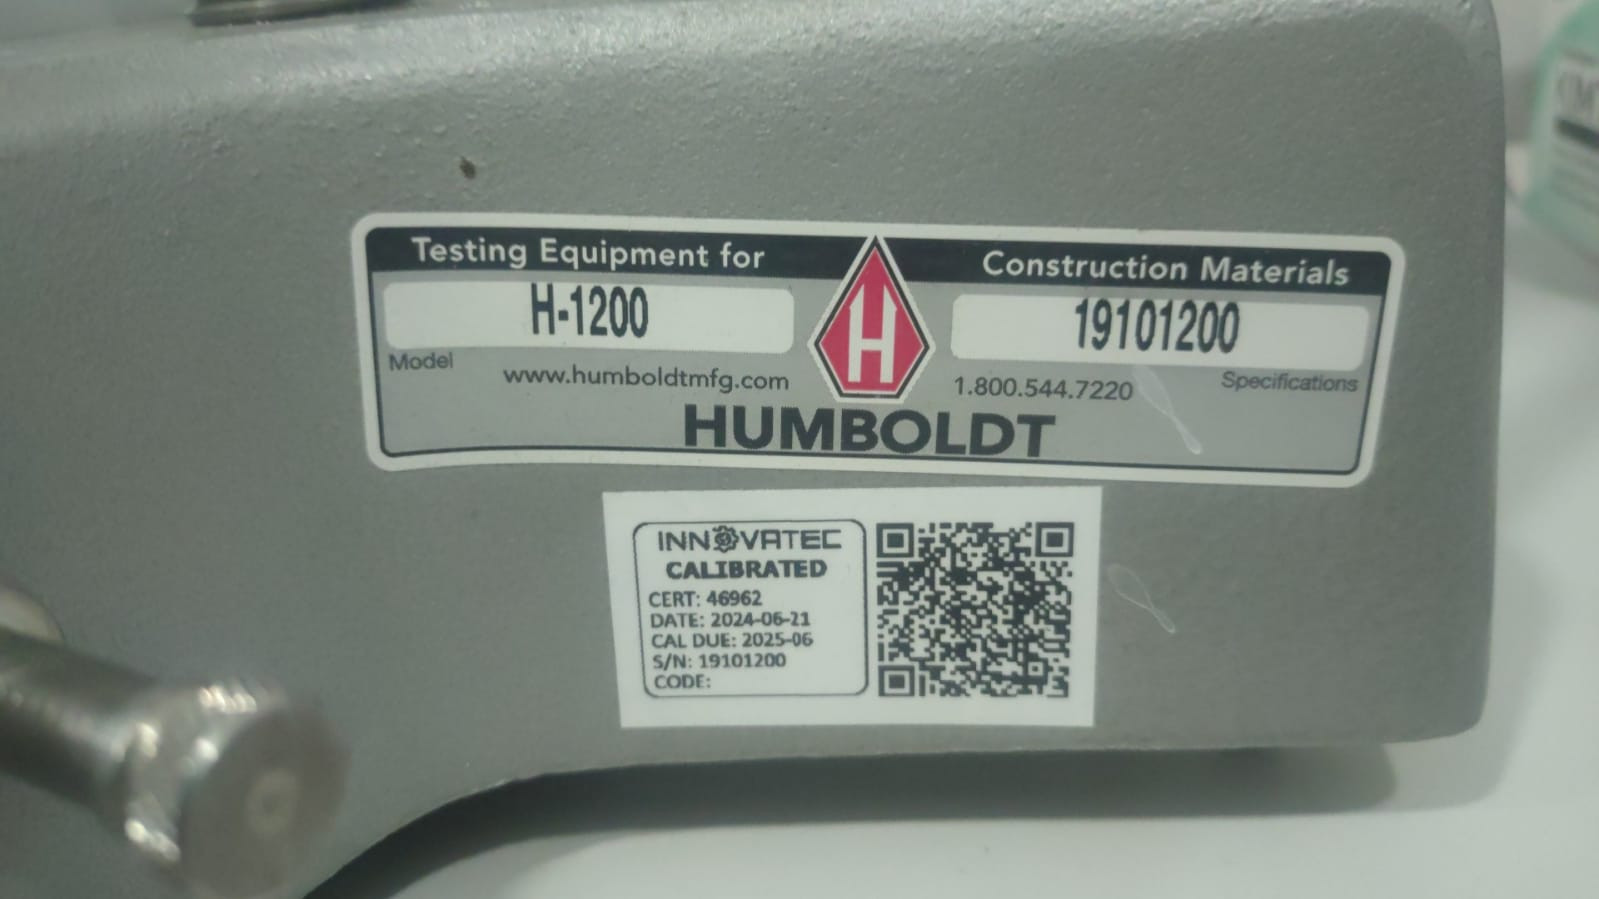 Testing Equipment for
Construction Materials
H-1200
19101200
Model
www.humboldtmfg.com
H
1.800.544.7220
Specifications
HUMBOLDT
INNOVATEC
CALIBRATED
CERT: 46962
DATE: 2024-06-21
CAL DUE: 2025-06
S/N: 19101200
CODE: